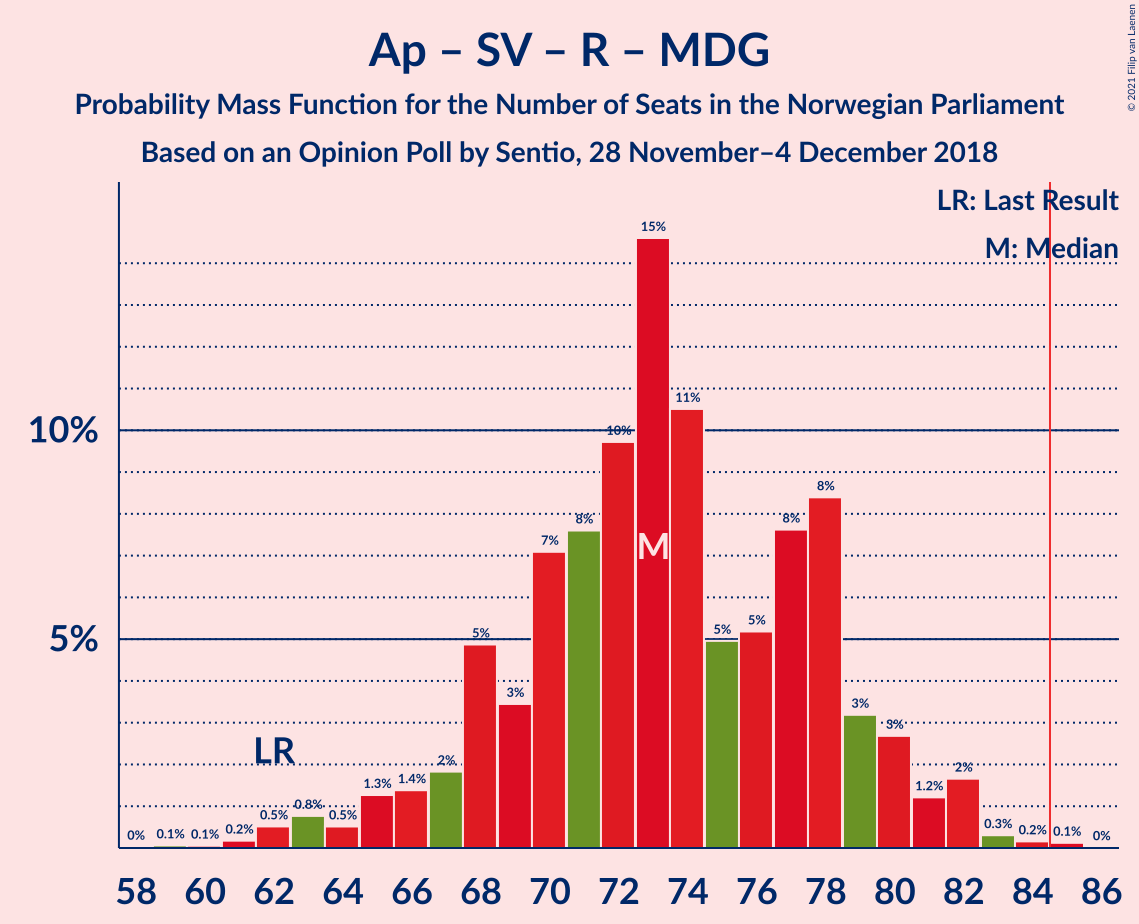 Ap – SV – R – MDG
Probability Mass Function for the Number of Seats in the Norwegian Parliament
Based on an Opinion Poll by Sentio, 28 November–4 December 2018
© 2021 Filip van Laenen
LR: Last Result
M: Median
10%
5%
LR
M
0% 0.1% 0.1% 0.2% 0.5% 0.8% 0.5% 1.3% 1.4% 2% 5% 3% 7% 8% 10% 15% 11% 5% 5% 8% 8% 3% 3% 1.2% 2% 0.3% 0.2% 0.1% 0%
58 60 62 64 66 68 70 72 74 76 78 80 82 84 86